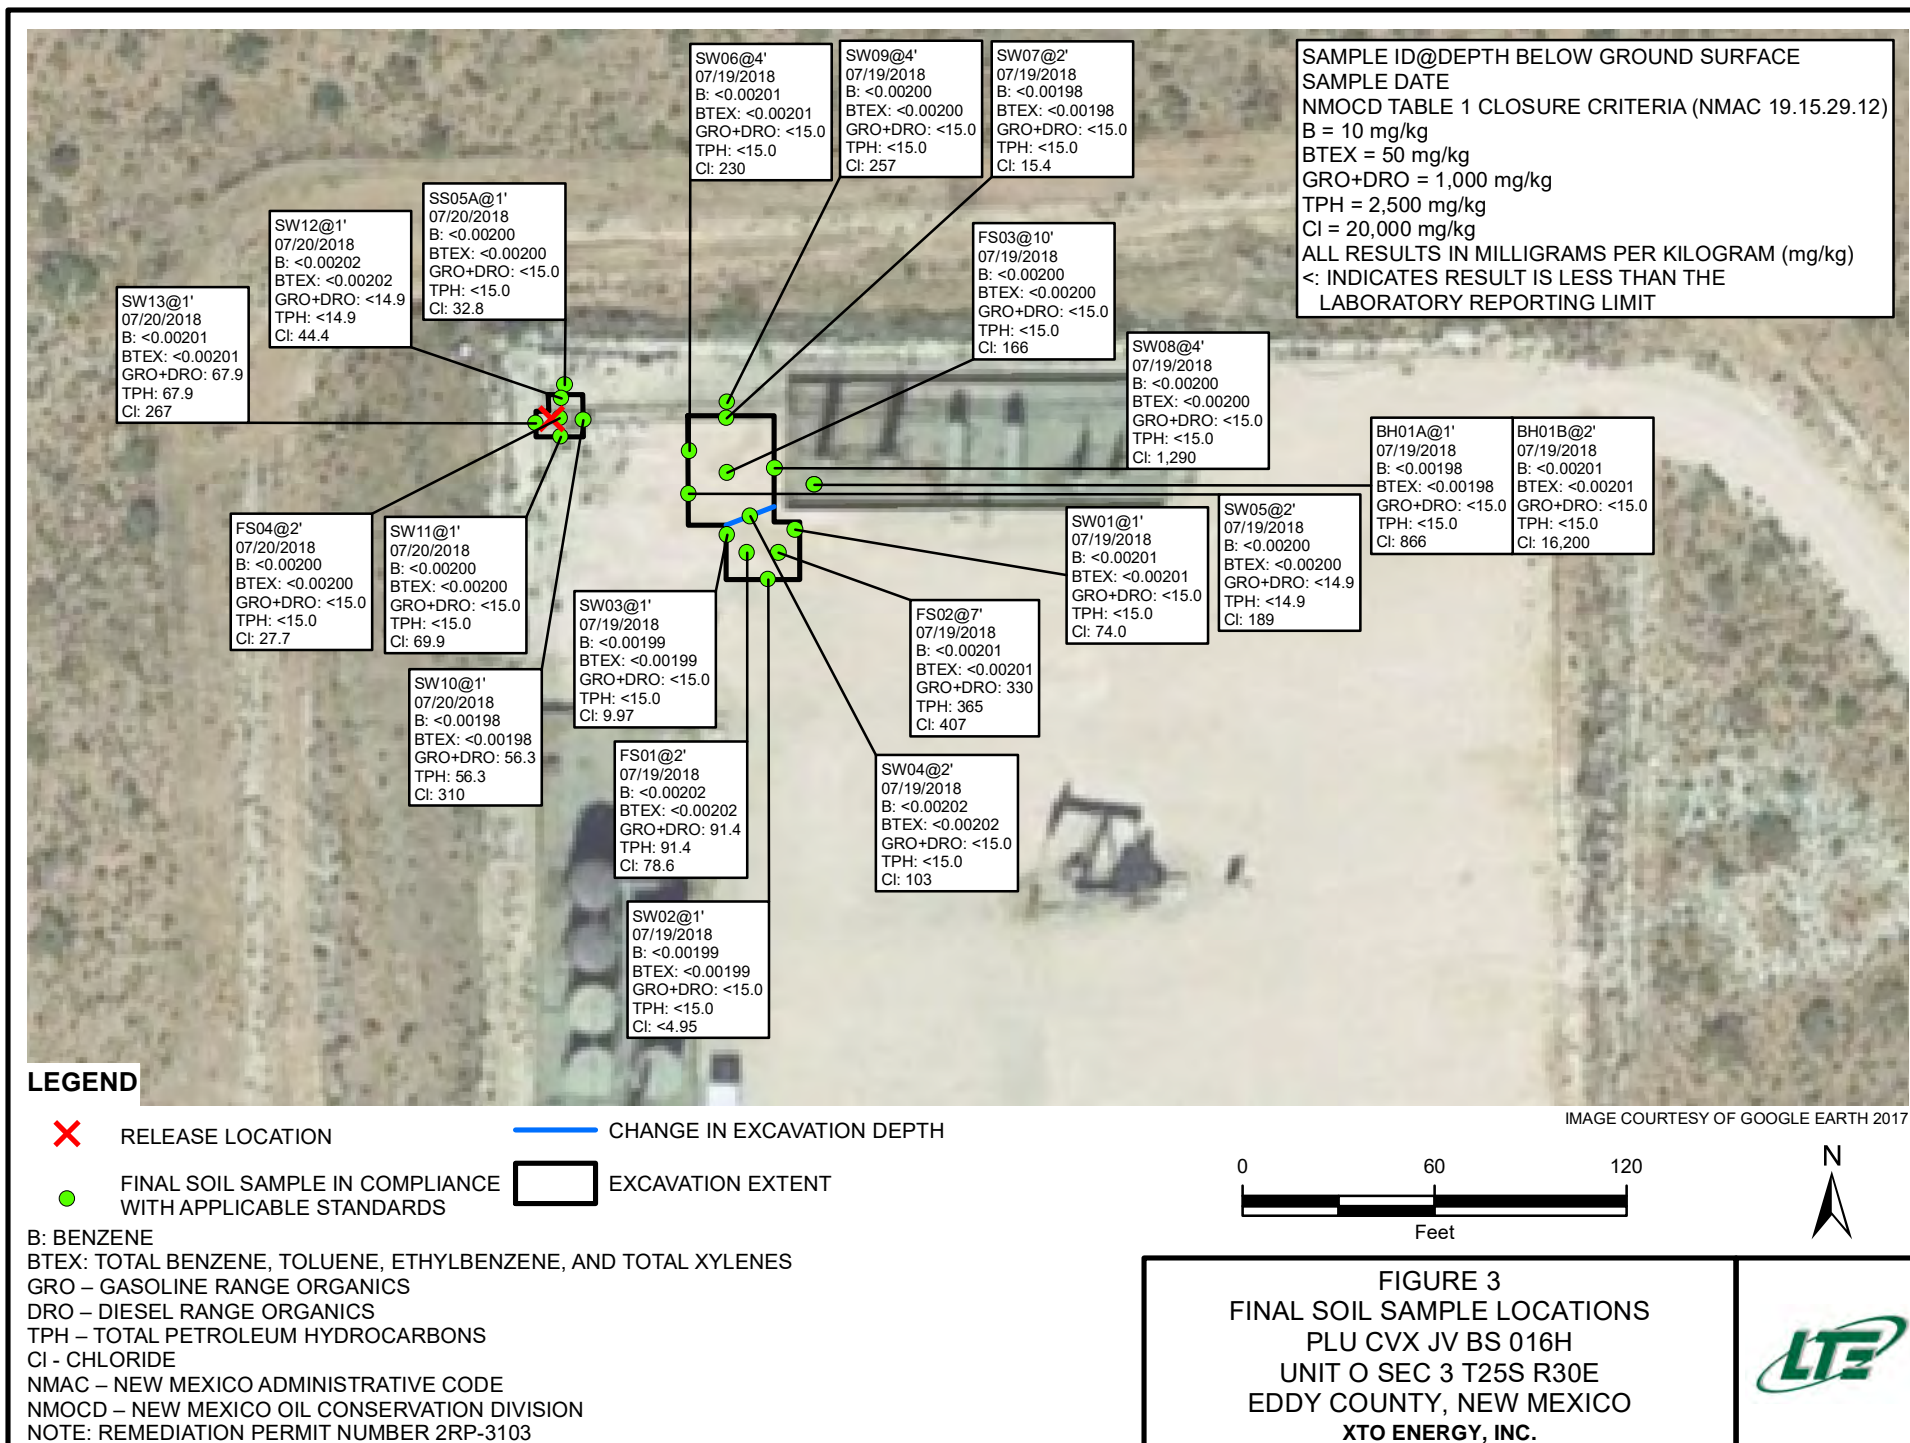 SW06@4'
07/19/2018
B: <0.00201
BTEX: <0.00201
GRO+DRO: <15.0
TPH: <15.0
Cl: 230
SW09@4'
07/19/2018
B: <0.00200
BTEX: <0.00200
GRO+DRO: <15.0
TPH: <15.0
Cl: 257
SW07@2'
07/19/2018
B: <0.00198
BTEX: <0.00198
GRO+DRO: <15.0
TPH: <15.0
Cl: 15.4
SAMPLE ID@DEPTH BELOW GROUND SURFACE
SAMPLE DATE
NMOCD TABLE 1 CLOSURE CRITERIA (NMAC 19.15.29.12)
B = 10 mg/kg
BTEX = 50 mg/kg
GRO+DRO = 1,000 mg/kg
TPH = 2,500 mg/kg
Cl = 20,000 mg/kg
ALL RESULTS IN MILLIGRAMS PER KILOGRAM (mg/kg)
<: INDICATES RESULT IS LESS THAN THE
LABORATORY REPORTING LIMIT
SS05A@1'
07/20/2018
B: <0.00200
BTEX: <0.00200
GRO+DRO: <15.0
TPH: <15.0
Cl: 32.8
SW12@1'
07/20/2018
B: <0.00202
BTEX: <0.00202
GRO+DRO: <14.9
TPH: <14.9
Cl: 44.4
SW13@1'
07/20/2018
B: <0.00201
BTEX: <0.00201
GRO+DRO: 67.9
TPH: 67.9
Cl: 267
FS03@10'
07/19/2018
B: <0.00200
BTEX: <0.00200
GRO+DRO: <15.0
TPH: <15.0
Cl: 166
SW08@4'
07/19/2018
B: <0.00200
BTEX: <0.00200
GRO+DRO: <15.0
TPH: <15.0
Cl: 1,290
BH01A@1'
07/19/2018
B: <0.00198
BTEX: <0.00198
GRO+DRO: <15.0
TPH: <15.0
Cl: 866
BH01B@2'
07/19/2018
B: <0.00201
BTEX: <0.00201
GRO+DRO: <15.0
TPH: <15.0
Cl: 16,200
FS04@2'
07/20/2018
B: <0.00200
BTEX: <0.00200
GRO+DRO: <15.0
TPH: <15.0
Cl: 27.7
SW11@1'
07/20/2018
B: <0.00200
BTEX: <0.00200
GRO+DRO: <15.0
TPH: <15.0
Cl: 69.9
SW01@1'
07/19/2018
B: <0.00201
BTEX: <0.00201
GRO+DRO: <15.0
TPH: <15.0
Cl: 74.0
SW05@2'
07/19/2018
B: <0.00200
BTEX: <0.00200
GRO+DRO: <14.9
TPH: <14.9
Cl: 189
SW03@1'
07/19/2018
B: <0.00199
BTEX: <0.00199
GRO+DRO: <15.0
TPH: <15.0
Cl: 9.97
FS02@7'
07/19/2018
B: <0.00201
BTEX: <0.00201
GRO+DRO: 330
TPH: 365
Cl: 407
SW10@1'
07/20/2018
B: <0.00198
BTEX: <0.00198
GRO+DRO: 56.3
TPH: 56.3
Cl: 310
FS01@2'
07/19/2018
B: <0.00202
BTEX: <0.00202
GRO+DRO: 91.4
TPH: 91.4
Cl: 78.6
SW04@2'
07/19/2018
B: <0.00202
BTEX: <0.00202
GRO+DRO: <15.0
TPH: <15.0
Cl: 103
SW02@1'
07/19/2018
B: <0.00199
BTEX: <0.00199
GRO+DRO: <15.0
TPH: <15.0
Cl: <4.95
IMAGE COURTESY OF GOOGLE EARTH 2017
LEGEND
RELEASE LOCATION
CHANGE IN EXCAVATION DEPTH
FINAL SOIL SAMPLE IN COMPLIANCE
WITH APPLICABLE STANDARDS
EXCAVATION EXTENT
B: BENZENE
BTEX: TOTAL BENZENE, TOLUENE, ETHYLBENZENE, AND TOTAL XYLENES
GRO – GASOLINE RANGE ORGANICS
DRO – DIESEL RANGE ORGANICS
TPH – TOTAL PETROLEUM HYDROCARBONS
Cl - CHLORIDE
NMAC – NEW MEXICO ADMINISTRATIVE CODE
NMOCD – NEW MEXICO OIL CONSERVATION DIVISION
NOTE: REMEDIATION PERMIT NUMBER 2RP-3103
0 60 120
Feet
N
FIGURE 3
FINAL SOIL SAMPLE LOCATIONS
PLU CVX JV BS 016H
UNIT O SEC 3 T25S R30E
EDDY COUNTY, NEW MEXICO
XTO ENERGY, INC.
LTE